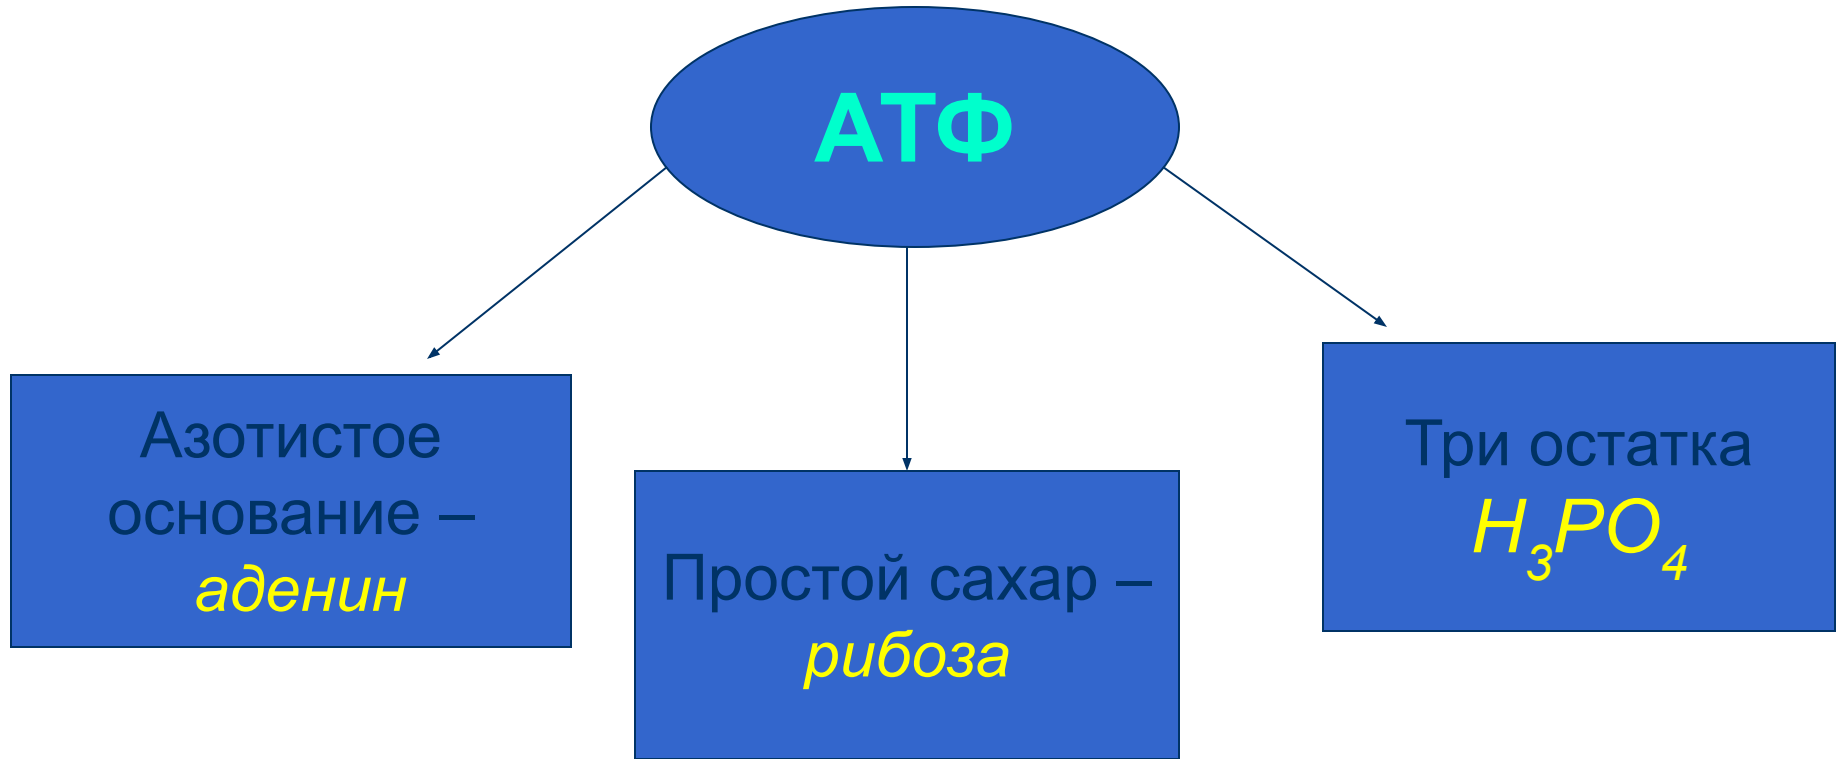 АТФ
Азотистое
основание –
аденин
Простой сахар –
рибоза
Три остатка
H₃PO₄